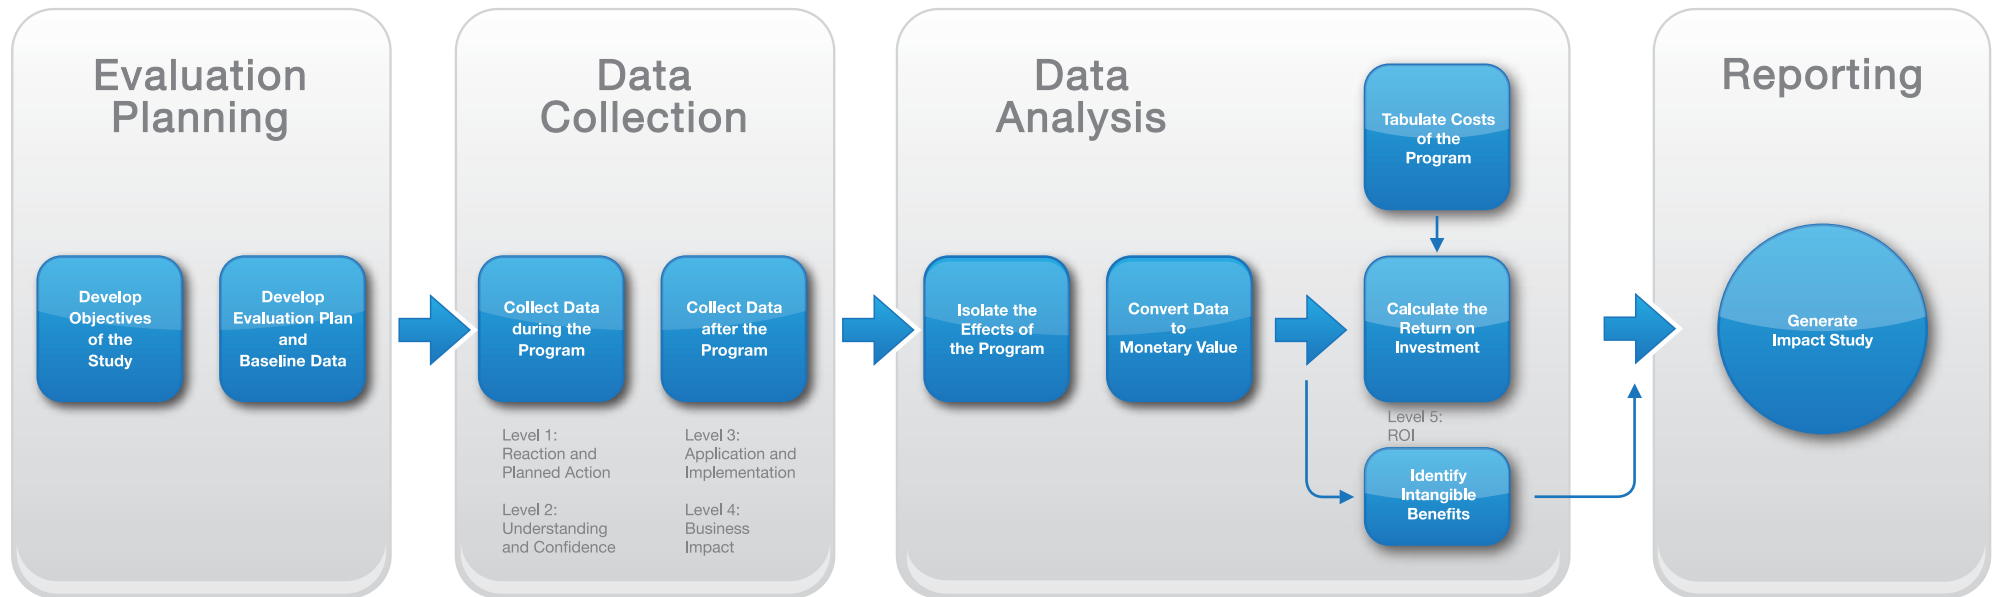 Evaluation
Planning
Develop
Objectives
of the
Study
Develop
Evaluation Plan
and
Baseline Data
Data
Collection
Collect Data
during the
Program
Collect Data
after the
Program
Level 1:
Reaction and
Planned Action
Level 2:
Understanding
and Confidence
Level 3:
Application and
Implementation
Level 4:
Business
Impact
Data
Analysis
Isolate the
Effects of
the Program
Convert Data
to
Monetary Value
Tabulate Costs
of the
Program
Calculate the
Return on
Investment
Level 5:
ROI
Identify
Intangible
Benefits
Reporting
Generate
Impact Study